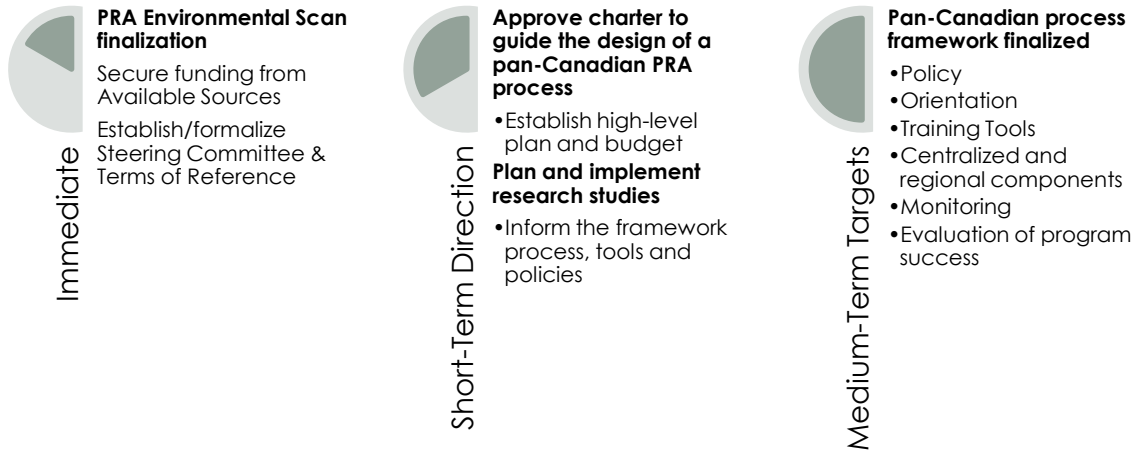 PRA Environmental Scan
finalization
Secure funding from
Available Sources
Establish/formalize
Steering Committee &
Terms of Reference
Immediate
Approve charter to
guide the design of a
pan-Canadian PRA
process
•Establish high-level
plan and budget
Plan and implement
research studies
•Inform the framework
process, tools and
policies
Short-Term Direction
Pan-Canadian process
framework finalized
•Policy
•Orientation
•Training Tools
•Centralized and
regional components
•Monitoring
•Evaluation of program
success
Medium-Term Targets